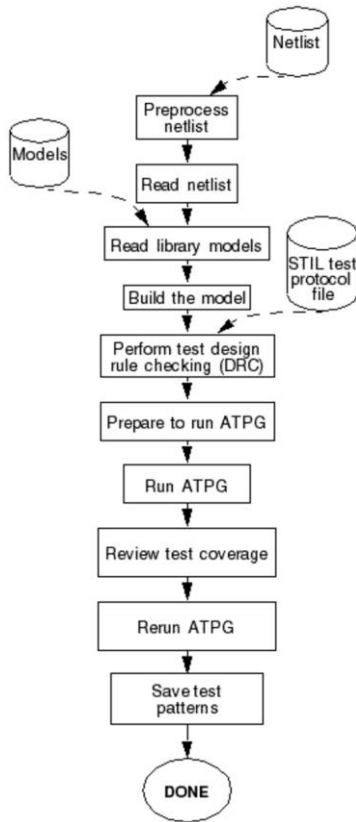 Netlist
Preprocess
netlist
Models
Read netlist
Read library models
STIL test
protocol
file
Build the model
Perform test design
rule checking (DRC)
Prepare to run ATPG
Run ATPG
Review test coverage
Rerun ATPG
Save test
patterns
DONE